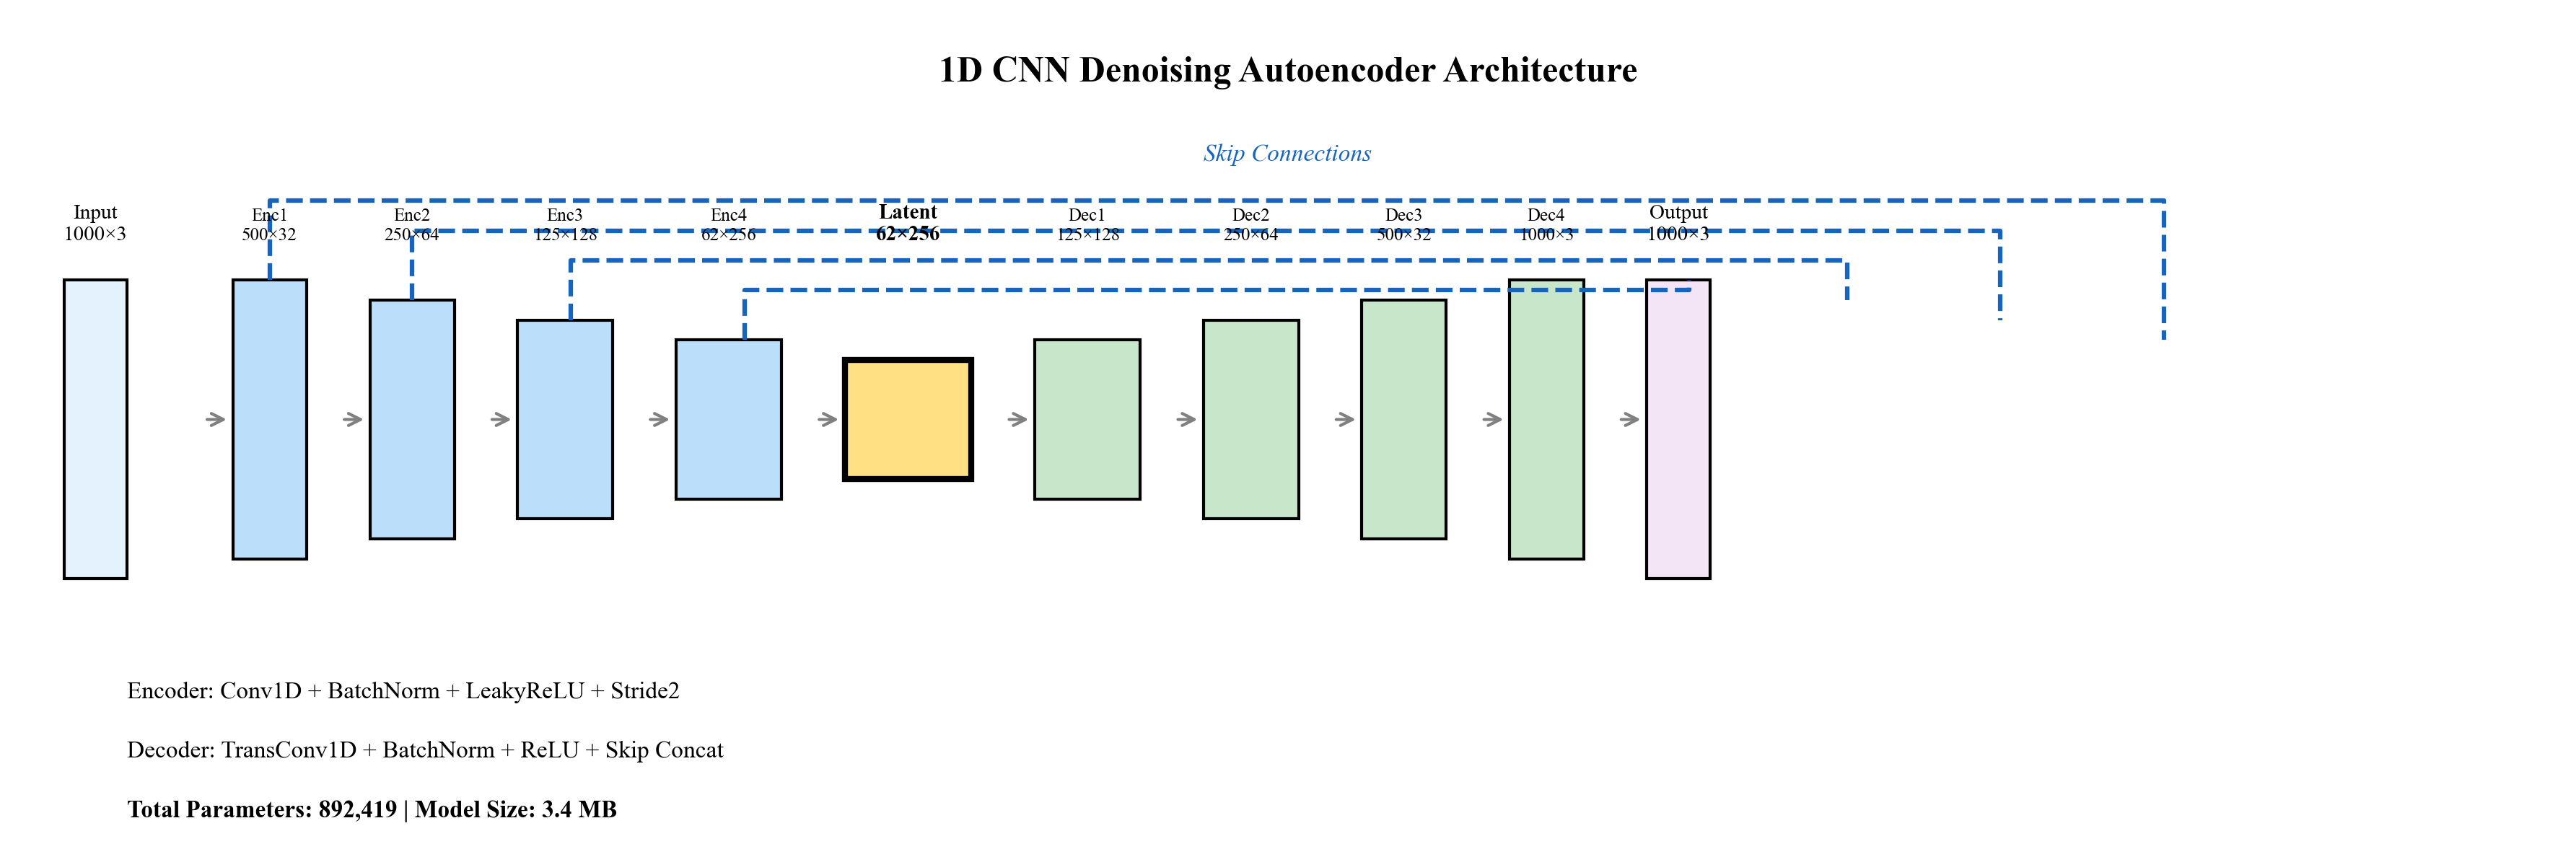 1D CNN Denoising Autoencoder Architecture
Skip Connections
Input
1000×3
Enc1
500×32
Enc2
250×64
Enc3
125×128
Enc4
62×256
Latent
62×256
Dec1
125×128
Dec2
250×64
Dec3
500×32
Dec4
1000×3
Output
1000×3
Encoder: Conv1D + BatchNorm + LeakyReLU + Stride2
Decoder: TransConv1D + BatchNorm + ReLU + Skip Concat
Total Parameters: 892,419 | Model Size: 3.4 MB